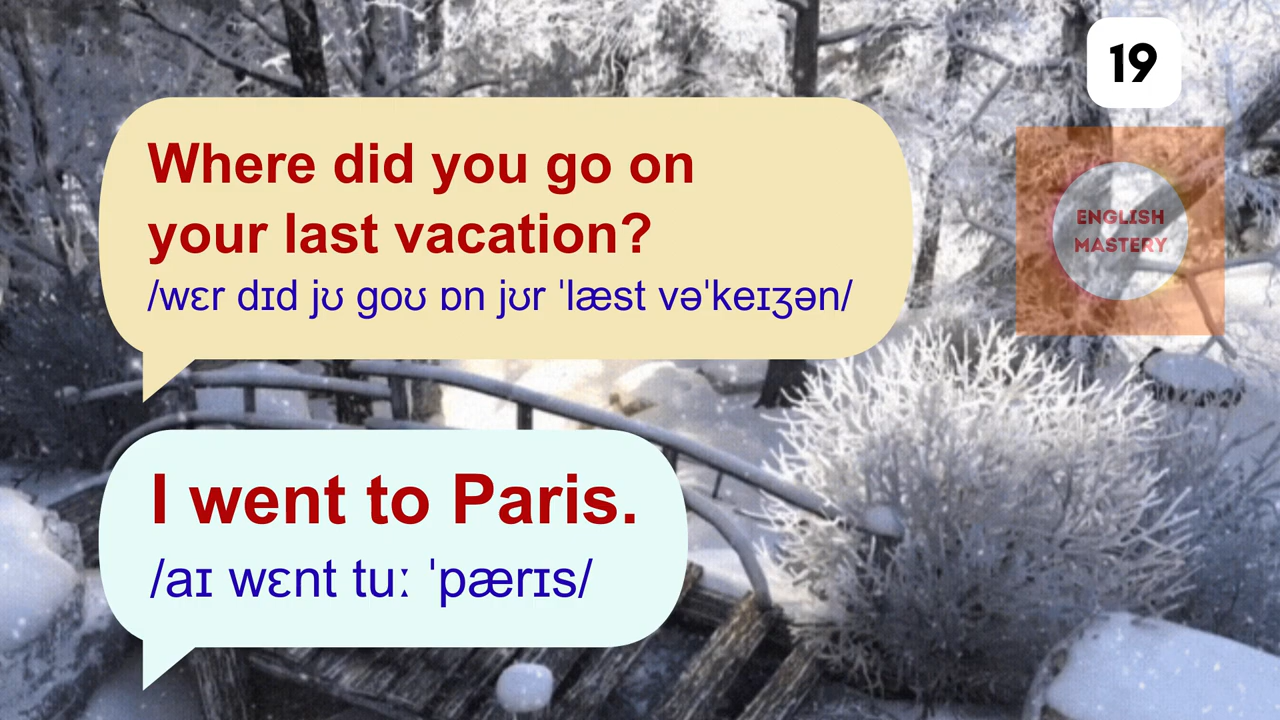 19
Where did you go on
your last vacation?
/wɛr dɪd jʊ goʊ ɒn jʊr ˈlæst vəˈkeɪʒən/
ENGLISH
MASTERY
I went to Paris.
/aɪ wɛnt tuː ˈpærɪs/